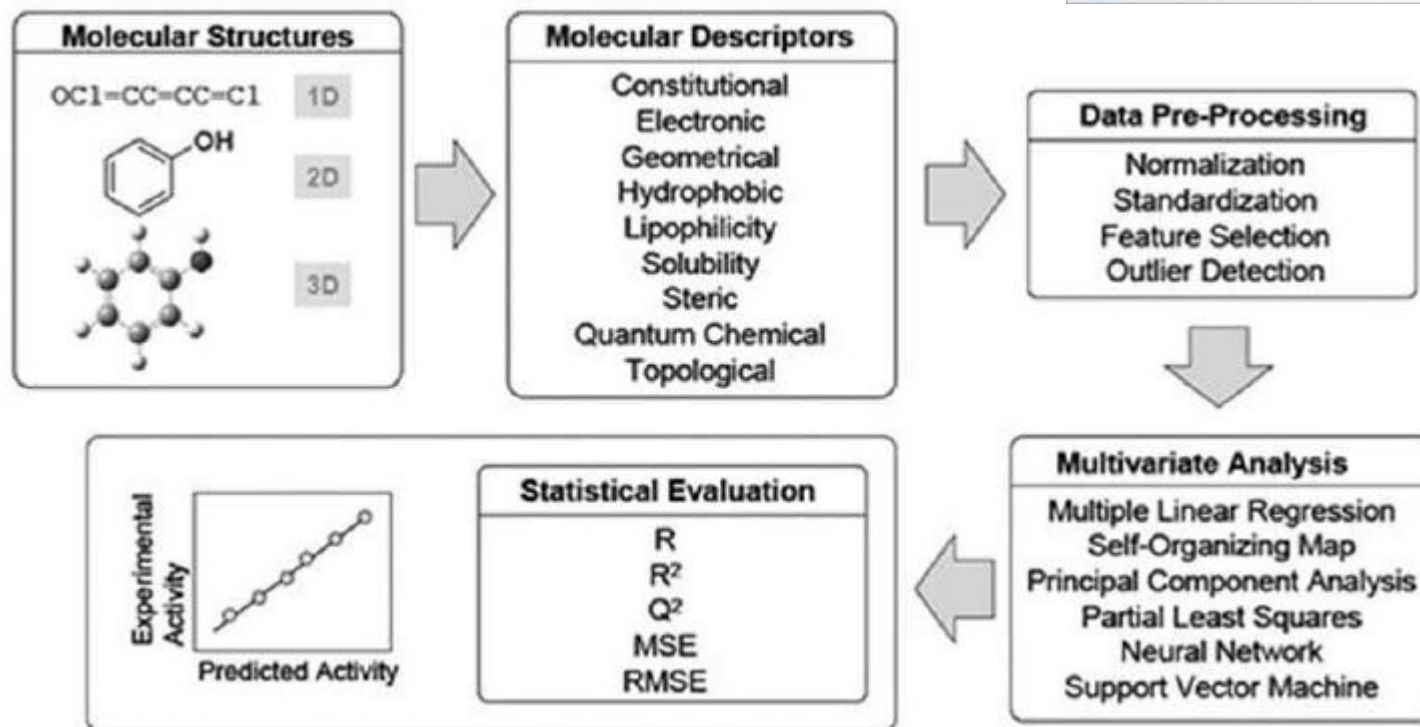 Molecular Structures
OCl=CC=CC=Cl 1D
OH
2D
3D
Molecular Descriptors
Constitutional
Electronic
Geometrical
Hydrophobic
Lipophilicity
Solubility
Steric
Quantum Chemical
Topological
Data Pre-Processing
Normalization
Standardization
Feature Selection
Outlier Detection
Multivariate Analysis
Multiple Linear Regression
Self-Organizing Map
Principal Component Analysis
Partial Least Squares
Neural Network
Support Vector Machine
Statistical Evaluation
R
R²
Q²
MSE
RMSE
Experimental
Activity
Predicted Activity